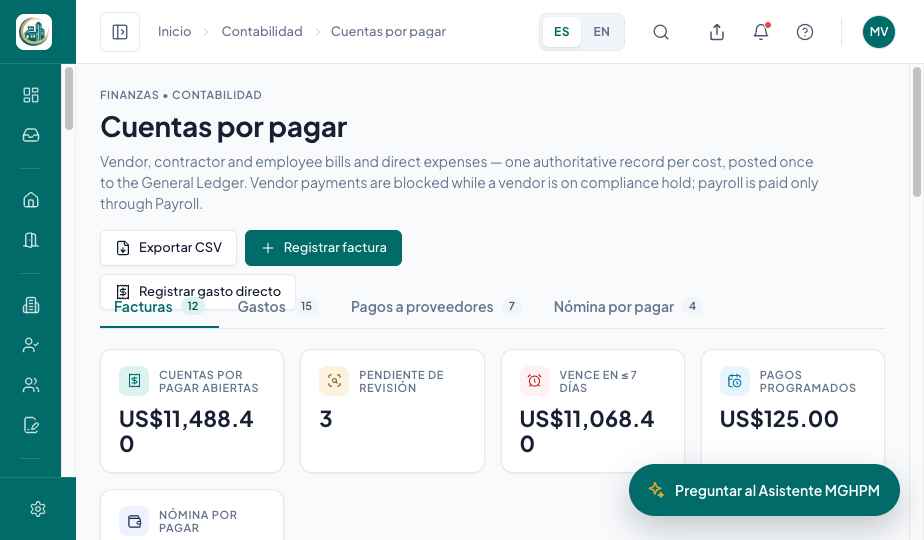 Inicio > Contabilidad > Cuentas por pagar
ES EN
MV
FINANZAS • CONTABILIDAD
Cuentas por pagar
Vendor, contractor and employee bills and direct expenses — one authoritative record per cost, posted once
to the General Ledger. Vendor payments are blocked while a vendor is on compliance hold; payroll is paid only
through Payroll.
Exportar CSV
Registrar factura
Registrar gasto directo
Facturas 12
Gastos 15
Pagos a proveedores 7
Nómina por pagar 4
CUENTAS POR
PAGAR ABIERTAS
US$11,488.4
0
PENDIENTE DE
REVISIÓN
3
VENCE EN ≤ 7
DÍAS
US$11,068.4
0
PAGOS
PROGRAMADOS
US$125.00
NÓMINA POR
PAGAR
Preguntar al Asistente MGHPM